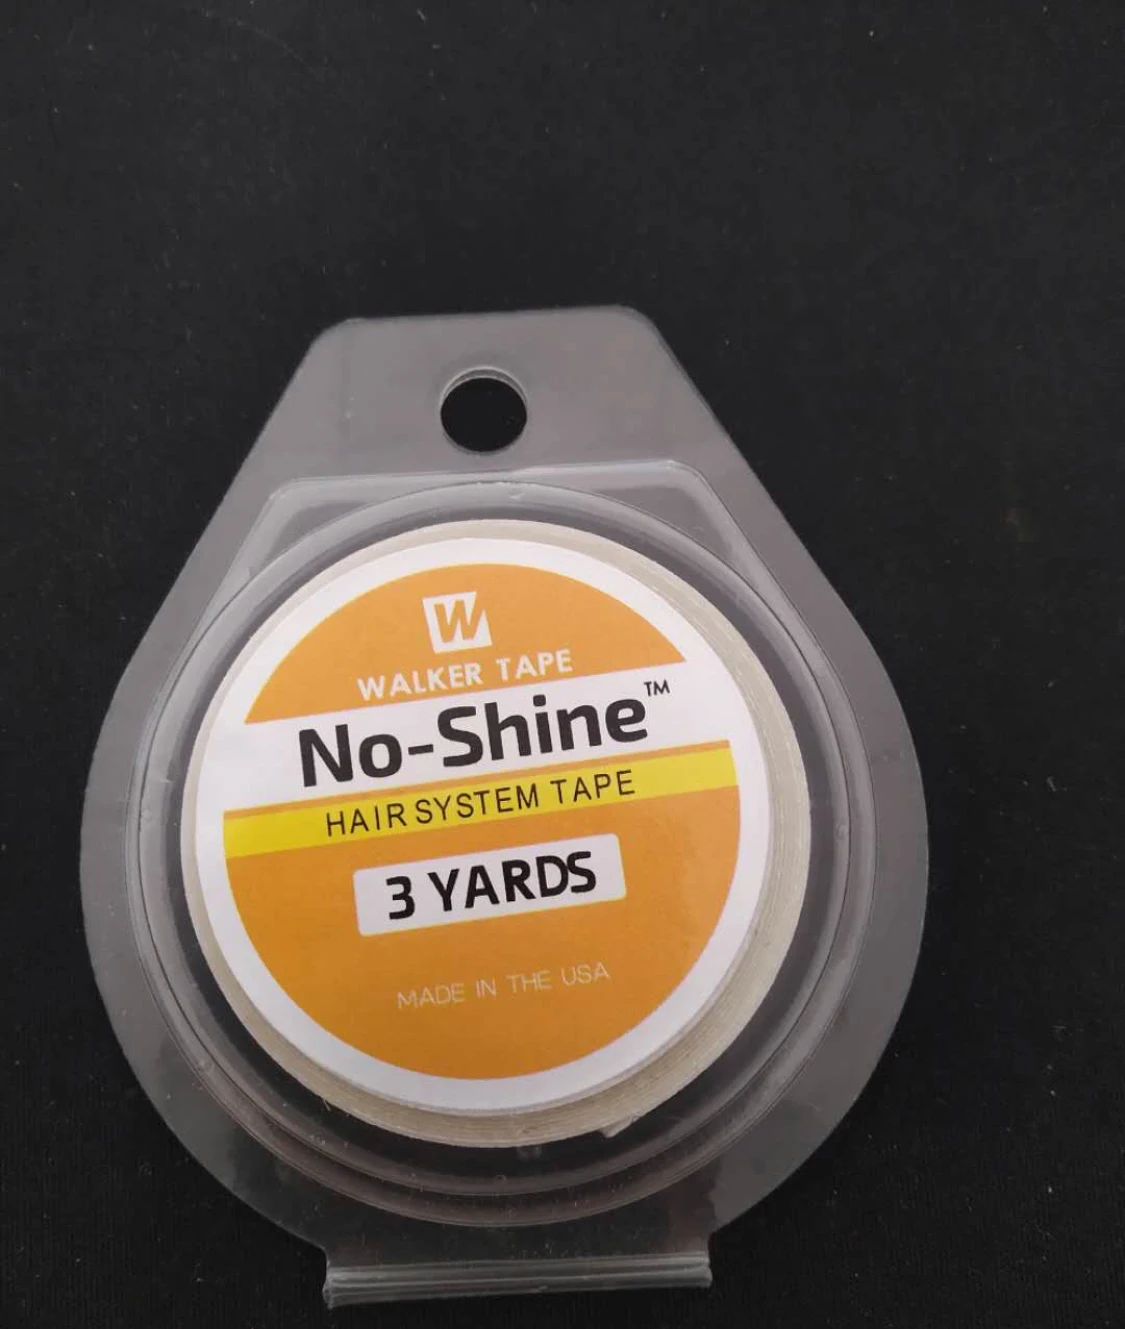 W
WALKER TAPE
No-Shine™
HAIR SYSTEM TAPE
3 YARDS
MADE IN THE USA